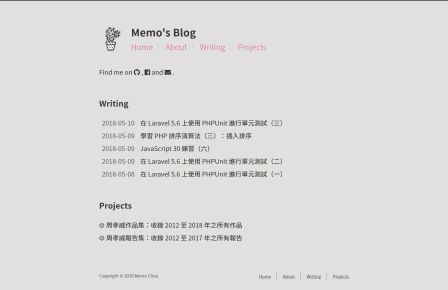 Memo's Blog
Home | About | Writing | Projects
Find me on , and .
Writing
2018-05-10 在 Laravel 5.6 上使用 PHPUnit 進行單元測試（三）
2018-05-09 學習 PHP 排序演算法（三）：插入排序
2018-05-09 JavaScript 30 練習（六）
2018-05-09 在 Laravel 5.6 上使用 PHPUnit 進行單元測試（二）
2018-05-08 在 Laravel 5.6 上使用 PHPUnit 進行單元測試（一）
Projects
周孝威作品集：收錄 2012 至 2018 年之所有作品
周孝威報告集：收錄 2012 至 2017 年之所有報告
Copyright © 2018 Memo Chou
Home | About | Writing | Projects